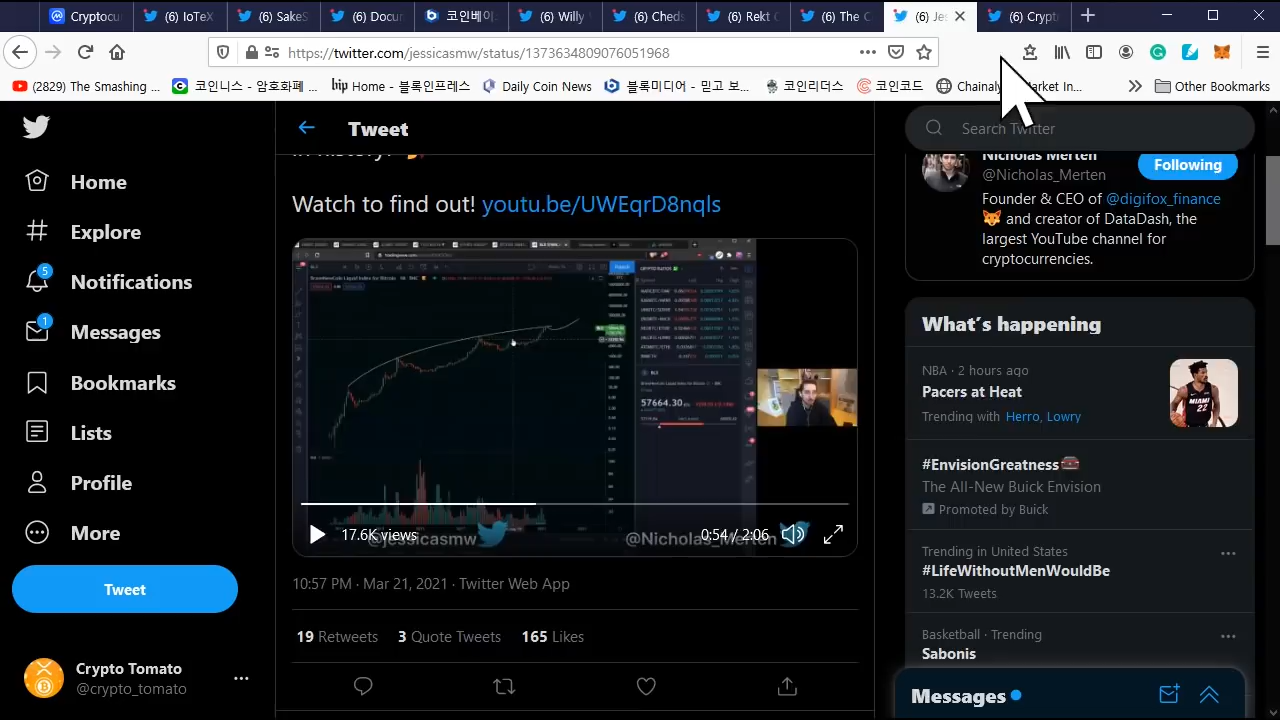 Cryptocu
(6) IoTeX
(6) SakeS
(6) Docur
코인베이
(6) Willy
(6) Cheds
(6) Rekt C
(6) The C
(6) Jes
(6) Crypt
https://twitter.com/jessicasmw/status/1373634809076051968
(2829) The Smashing ...
코인니스 - 암호화폐 ...
bip Home - 블록인프레스
Daily Coin News
블록미디어 - 믿고 보...
코인리더스
코인코드
Chainaly
Market In...
Other Bookmarks
Tweet
Search Twitter
Home
Explore
5
Notifications
1
Messages
Bookmarks
Lists
Profile
More
Tweet
Crypto Tomato
@crypto_tomato
in history?
Watch to find out! youtu.be/UWEqrD8nqls
57664.30
17.6K views
0:54 / 2:06
@jessicasmw
@Nicholas_Merten
10:57 PM · Mar 21, 2021 · Twitter Web App
19 Retweets 3 Quote Tweets 165 Likes
Nicholas Merten
@Nicholas_Merten
Following
Founder & CEO of @digifox_finance
and creator of DataDash, the
largest YouTube channel for
cryptocurrencies.
What's happening
NBA · 2 hours ago
Pacers at Heat
Trending with Herro, Lowry
MIAMI
22
#EnvisionGreatness
The All-New Buick Envision
Promoted by Buick
Trending in United States
#LifeWithoutMenWouldBe
13.2K Tweets
Basketball · Trending
Sabonis
Messages